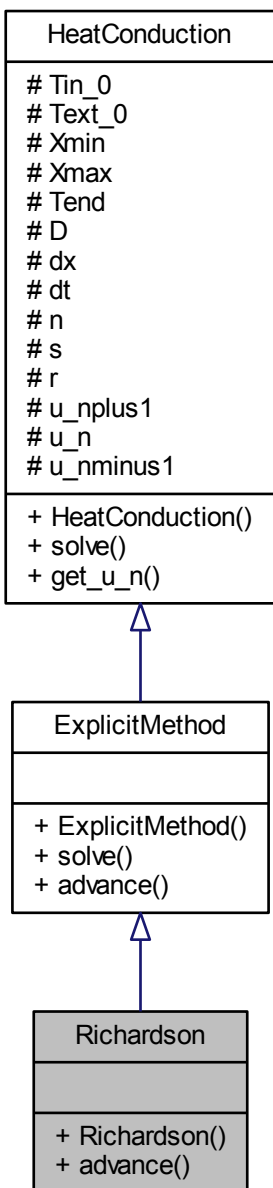 HeatConduction
# Tin_0
# Text_0
# Xmin
# Xmax
# Tend
# D
# dx
# dt
# n
# s
# r
# u_nplus1
# u_n
# u_nminus1
+ HeatConduction()
+ solve()
+ get_u_n()
ExplicitMethod
+ ExplicitMethod()
+ solve()
+ advance()
Richardson
+ Richardson()
+ advance()